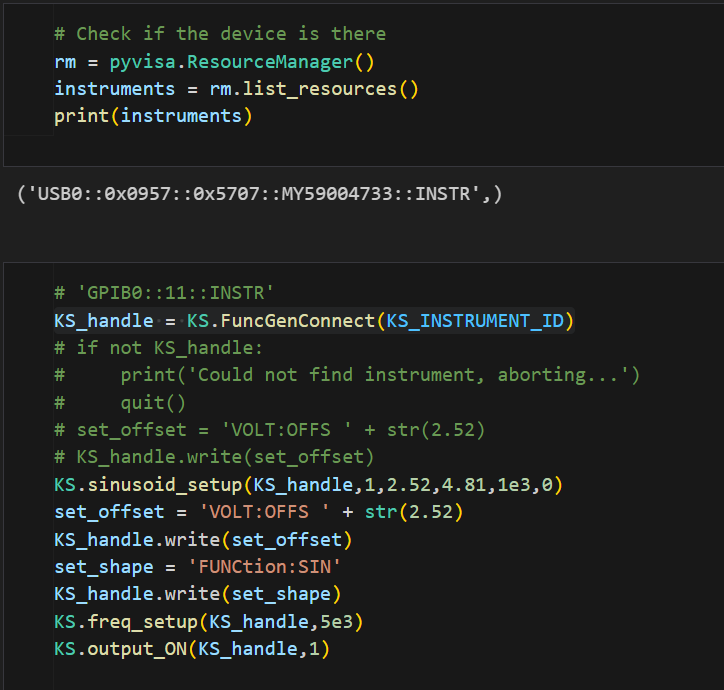 # Check if the device is there
rm = pyvisa.ResourceManager()
instruments = rm.list_resources()
print(instruments)
('USB0::0x0957::0x5707::MY59004733::INSTR',)
# 'GPIB0::11::INSTR'
KS_handle = KS.FuncGenConnect(KS_INSTRUMENT_ID)
# if not KS_handle:
#     print('Could not find instrument, aborting...')
#     quit()
# set_offset = 'VOLT:OFFS ' + str(2.52)
# KS_handle.write(set_offset)
KS.sinusoid_setup(KS_handle,1,2.52,4.81,1e3,0)
set_offset = 'VOLT:OFFS ' + str(2.52)
KS_handle.write(set_offset)
set_shape = 'FUNCtion:SIN'
KS_handle.write(set_shape)
KS.freq_setup(KS_handle,5e3)
KS.output_ON(KS_handle,1)